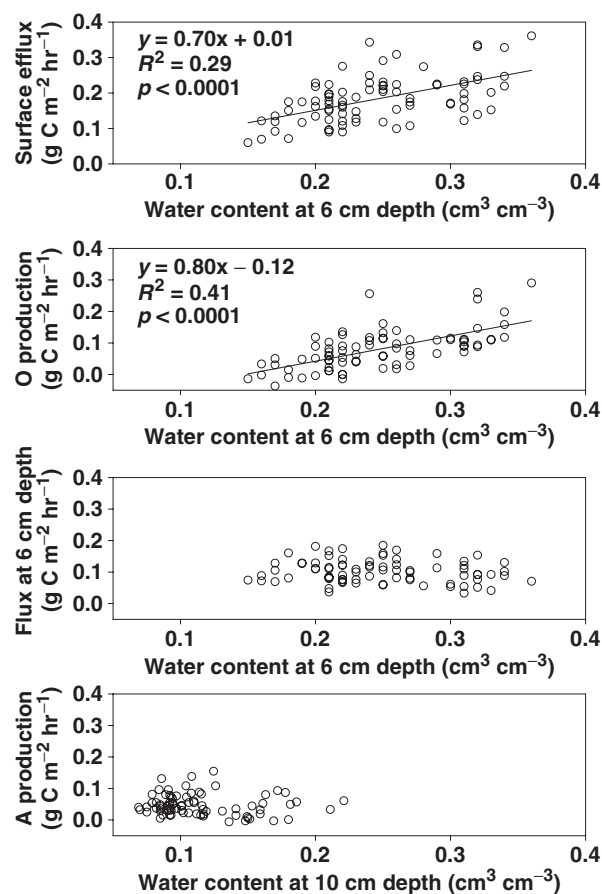 Surface efflux
(g C m⁻² hr⁻¹)
0.4
0.3
0.2
0.1
0.0
y = 0.70x + 0.01
R² = 0.29
p < 0.0001
0.1 0.2 0.3 0.4
Water content at 6 cm depth (cm³ cm⁻³)
O production
(g C m⁻² hr⁻¹)
0.4
0.3
0.2
0.1
0.0
y = 0.80x − 0.12
R² = 0.41
p < 0.0001
0.1 0.2 0.3 0.4
Water content at 6 cm depth (cm³ cm⁻³)
Flux at 6 cm depth
(g C m⁻² hr⁻¹)
0.4
0.3
0.2
0.1
0.0
0.1 0.2 0.3 0.4
Water content at 6 cm depth (cm³ cm⁻³)
A production
(g C m⁻² hr⁻¹)
0.4
0.3
0.2
0.1
0.0
0.1 0.2 0.3 0.4
Water content at 10 cm depth (cm³ cm⁻³)